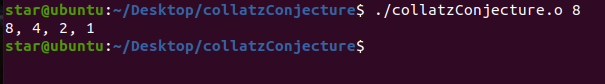 star@ubuntu:~/Desktop/collatzConjecture$ ./collatzConjecture.o 8
8, 4, 2, 1
star@ubuntu:~/Desktop/collatzConjecture$